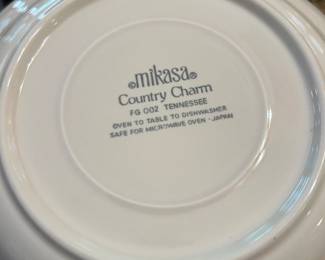 ©mikasa®
Country Charm
FG 002 TENNESSEE
OVEN TO TABLE TO DISHWASHER
SAFE FOR MICROWAVE OVEN - JAPAN